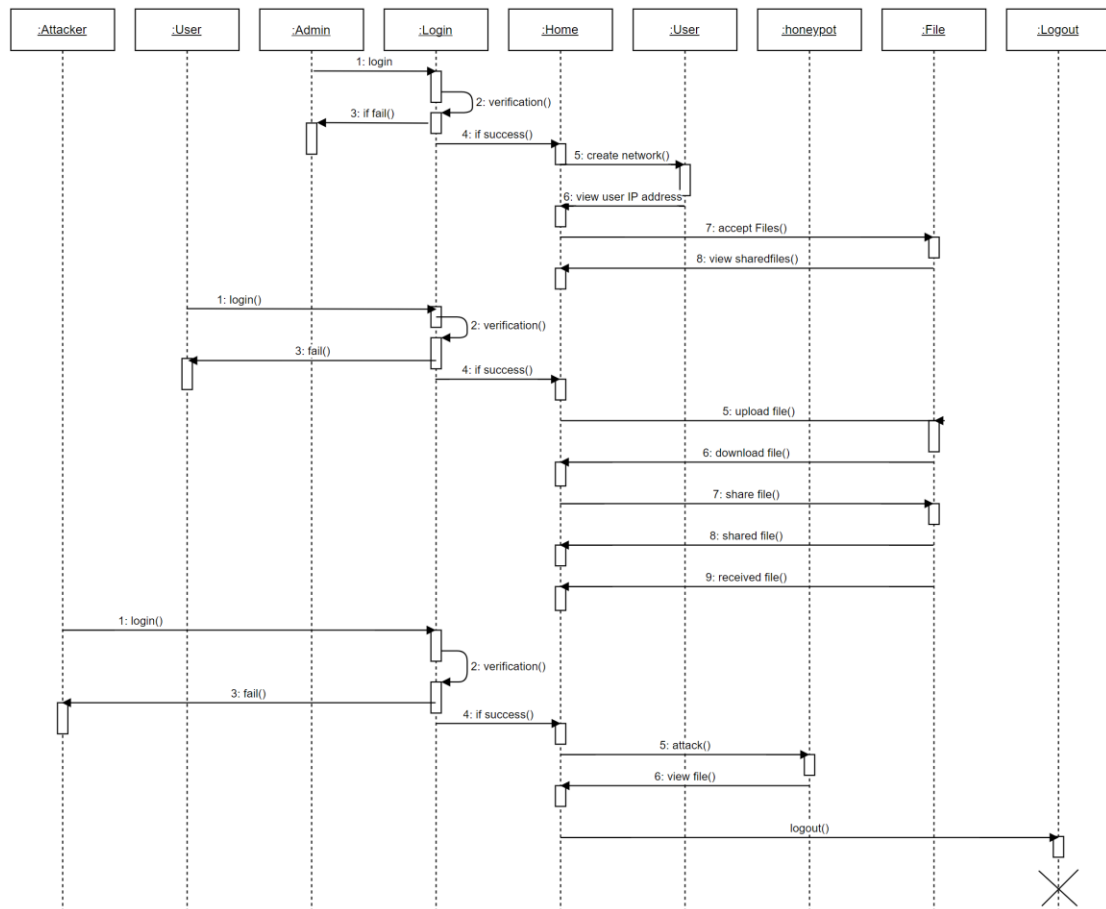 :Attacker
:User
:Admin
:Login
:Home
:User
:honeypot
:File
:Logout
1: login
2: verification()
3: if fail()
4: if success()
5: create network()
6: view user IP address
7: accept Files()
8: view sharedfiles()
1: login()
2: verification()
3: fail()
4: if success()
5: upload file()
6: download file()
7: share file()
8: shared file()
9: received file()
1: login()
2: verification()
3: fail()
4: if success()
5: attack()
6: view file()
logout()